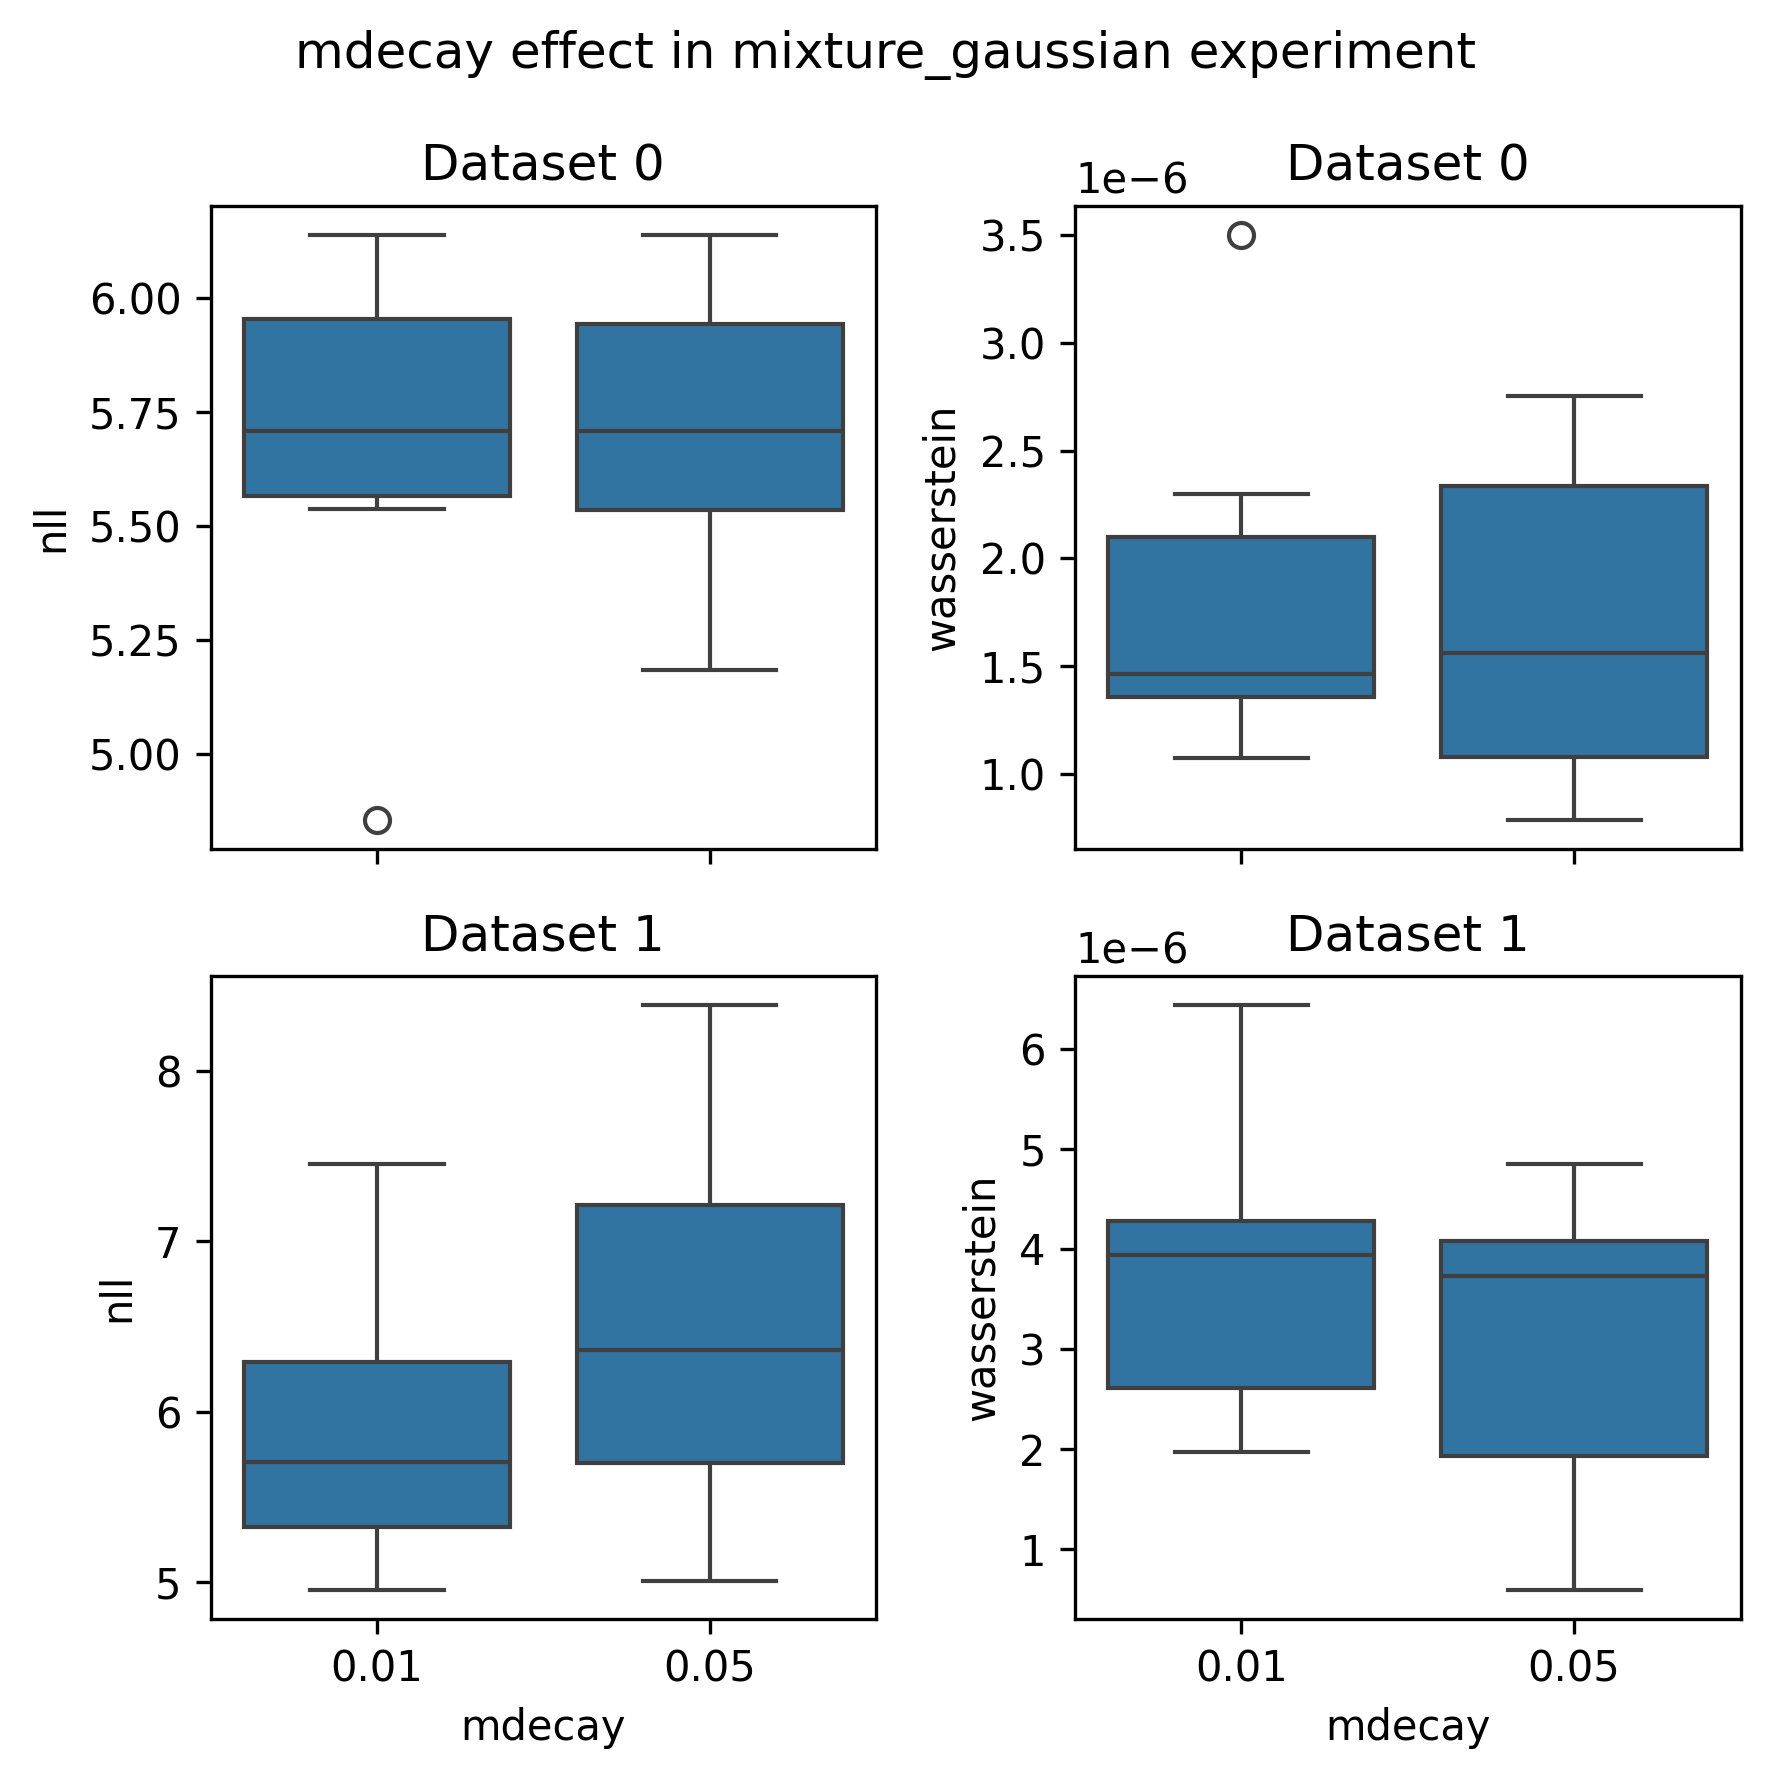 mdecay effect in mixture_gaussian experiment
Dataset 0
nll
6.00
5.75
5.50
5.25
5.00
Dataset 0
1e−6
wasserstein
3.5
3.0
2.5
2.0
1.5
1.0
Dataset 1
nll
8
7
6
5
0.01 0.05
mdecay
Dataset 1
1e−6
wasserstein
6
5
4
3
2
1
0.01 0.05
mdecay